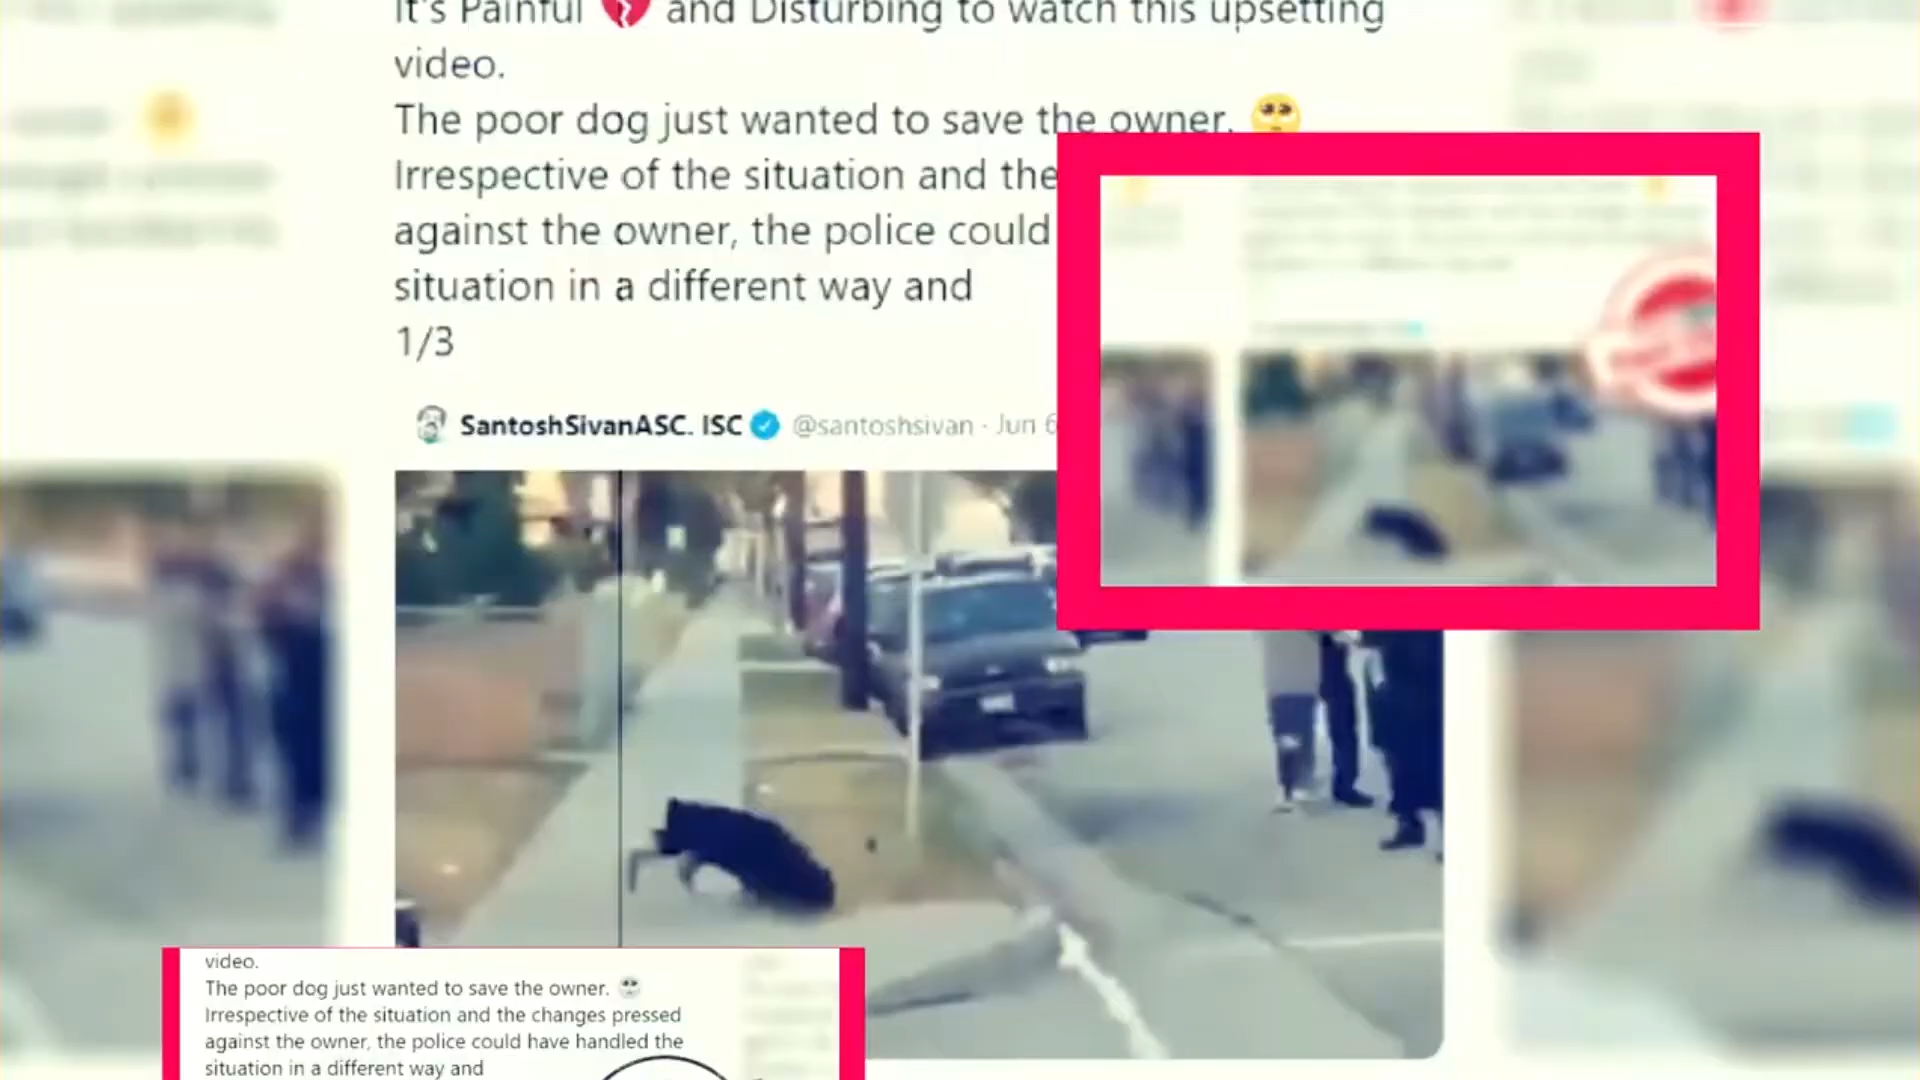 It's Painful 💔 and Disturbing to watch this upsetting
video.
The poor dog just wanted to save the owner. 🥺
Irrespective of the situation and the
against the owner, the police could
situation in a different way and
1/3
SantoshSivanASC. ISC @santoshsivan · Jun 6
video.
The poor dog just wanted to save the owner. 🥺
Irrespective of the situation and the changes pressed
against the owner, the police could have handled the
situation in a different way and